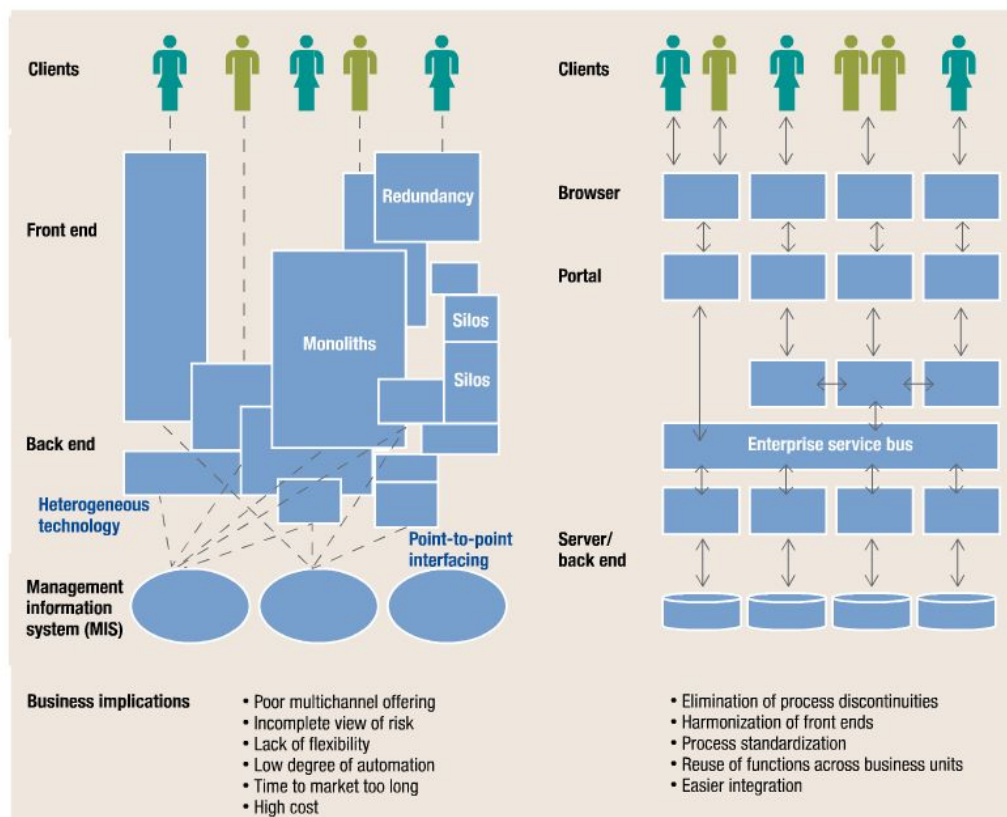 Clients
Front end
Redundancy
Silos
Monoliths
Silos
Back end
Heterogeneous
technology
Point-to-point
interfacing
Management
information
system (MIS)
Business implications
• Poor multichannel offering
• Incomplete view of risk
• Lack of flexibility
• Low degree of automation
• Time to market too long
• High cost
Clients
Browser
Portal
Enterprise service bus
Server/
back end
• Elimination of process discontinuities
• Harmonization of front ends
• Process standardization
• Reuse of functions across business units
• Easier integration